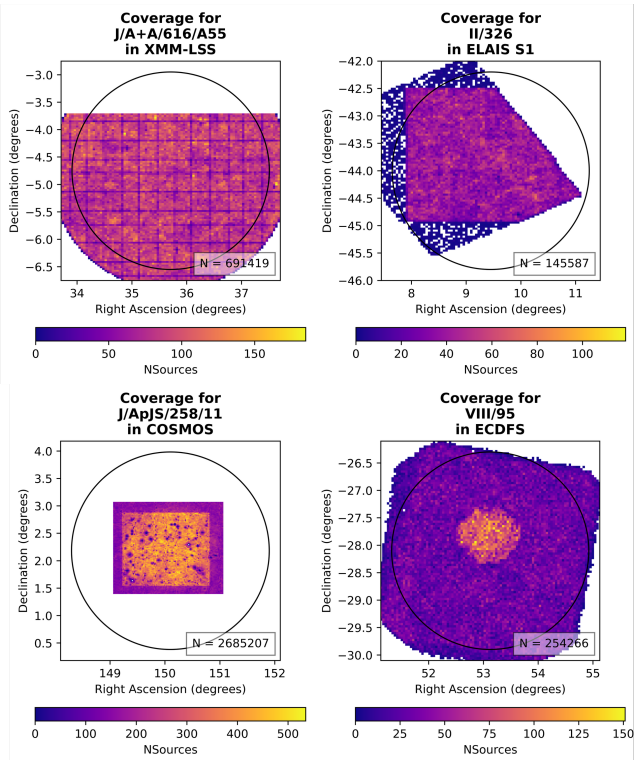 Coverage for
J/A+A/616/A55
in XMM-LSS
−3.0
−3.5
−4.0
−4.5
−5.0
−5.5
−6.0
−6.5
Declination (degrees)
N = 691419
34 35 36 37
Right Ascension (degrees)
0 50 100 150
NSources
Coverage for
II/326
in ELAIS S1
−42.0
−42.5
−43.0
−43.5
−44.0
−44.5
−45.0
−45.5
−46.0
Declination (degrees)
N = 145587
8 9 10 11
Right Ascension (degrees)
0 20 40 60 80 100
NSources
Coverage for
J/ApJS/258/11
in COSMOS
4.0
3.5
3.0
2.5
2.0
1.5
1.0
0.5
Declination (degrees)
N = 2685207
149 150 151 152
Right Ascension (degrees)
0 100 200 300 400 500
NSources
Coverage for
VIII/95
in ECDFS
−26.5
−27.0
−27.5
−28.0
−28.5
−29.0
−29.5
−30.0
Declination (degrees)
N = 254266
52 53 54 55
Right Ascension (degrees)
0 25 50 75 100 125 150
NSources